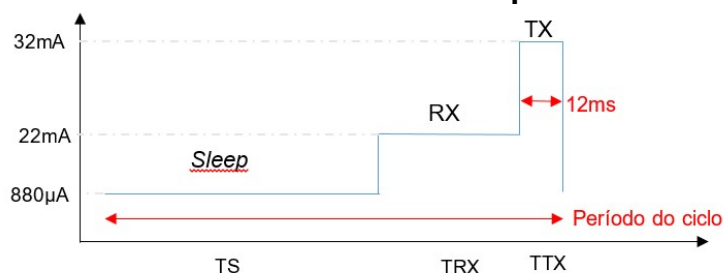 TX
32mA
12ms
RX
22mA
Sleep
880µA
Período do ciclo
TS
TRX
TTX